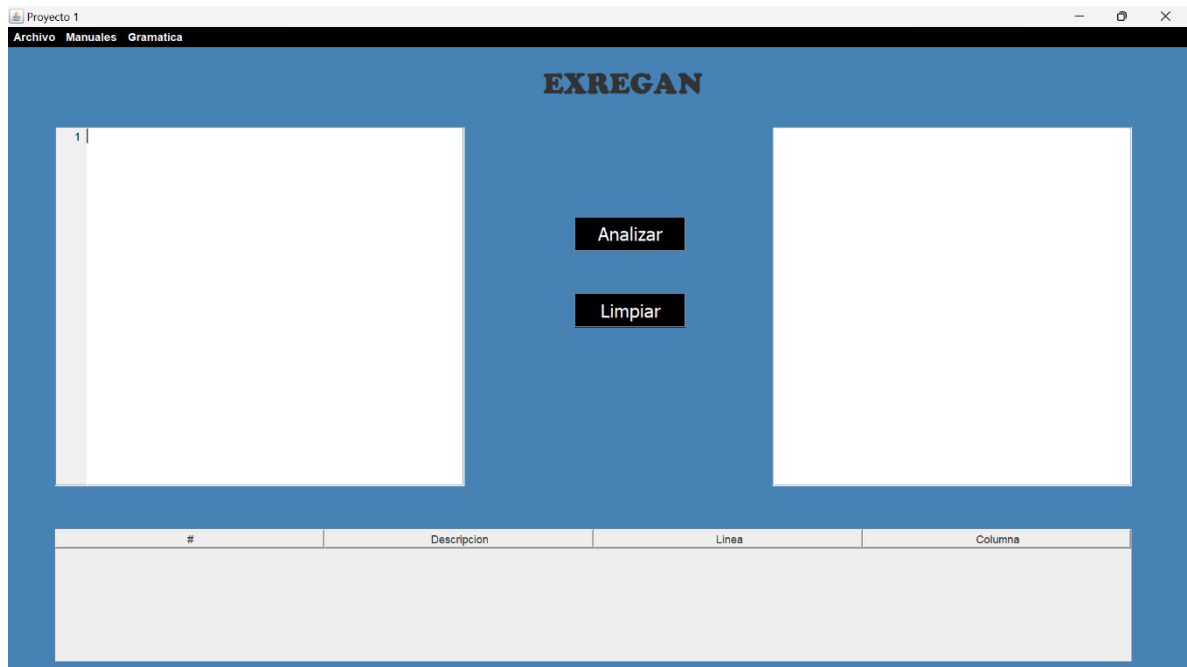 Proyecto 1
Archivo Manuales Gramatica
EXREGAN
1
Analizar
Limpiar
# Descripcion Linea Columna